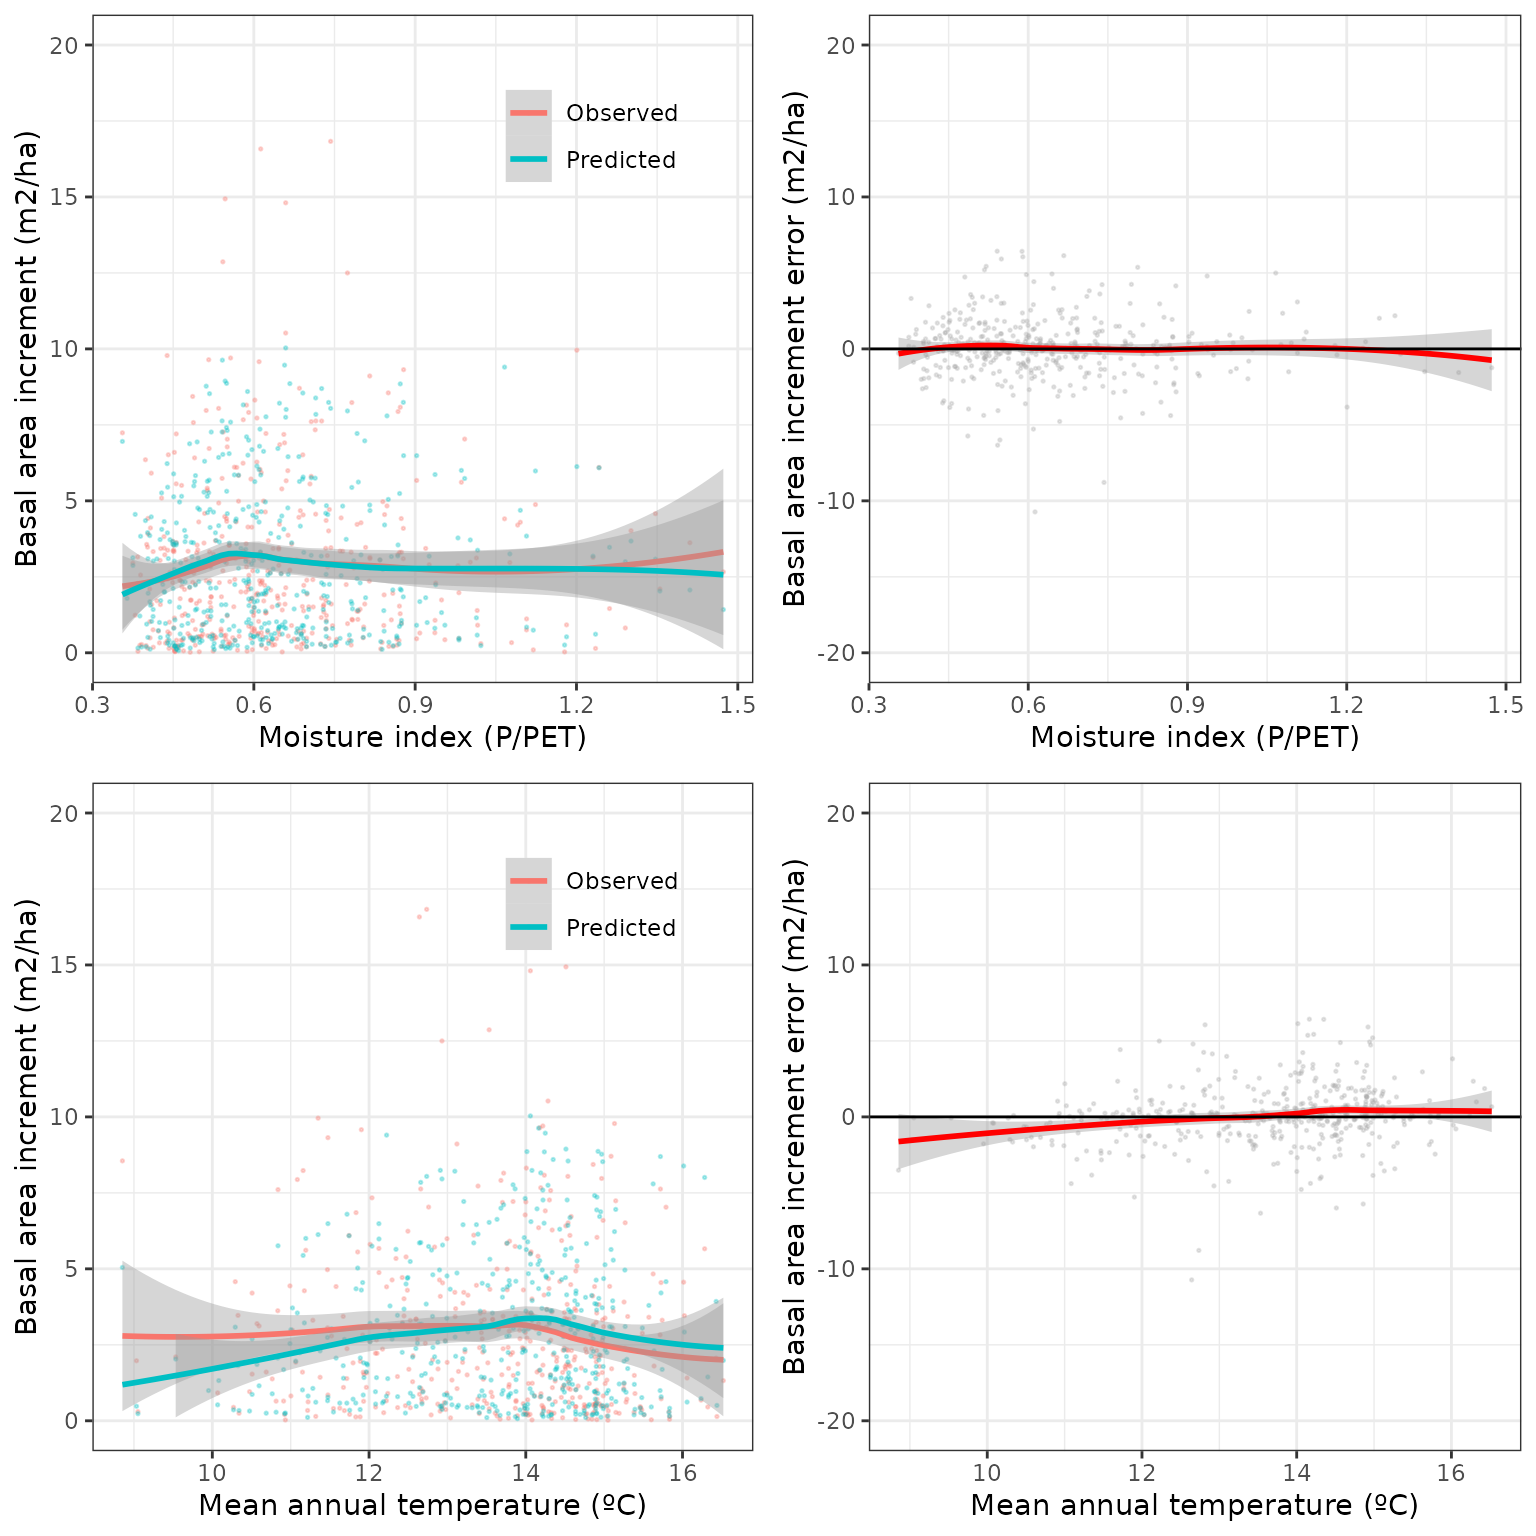 20
15
10
5
0
Basal area increment (m2/ha)
Observed
Predicted
0.3 0.6 0.9 1.2 1.5
Moisture index (P/PET)
20
10
0
-10
-20
Basal area increment error (m2/ha)
0.3 0.6 0.9 1.2 1.5
Moisture index (P/PET)
20
15
10
5
0
Basal area increment (m2/ha)
Observed
Predicted
10 12 14 16
Mean annual temperature (ºC)
20
10
0
-10
-20
Basal area increment error (m2/ha)
10 12 14 16
Mean annual temperature (ºC)